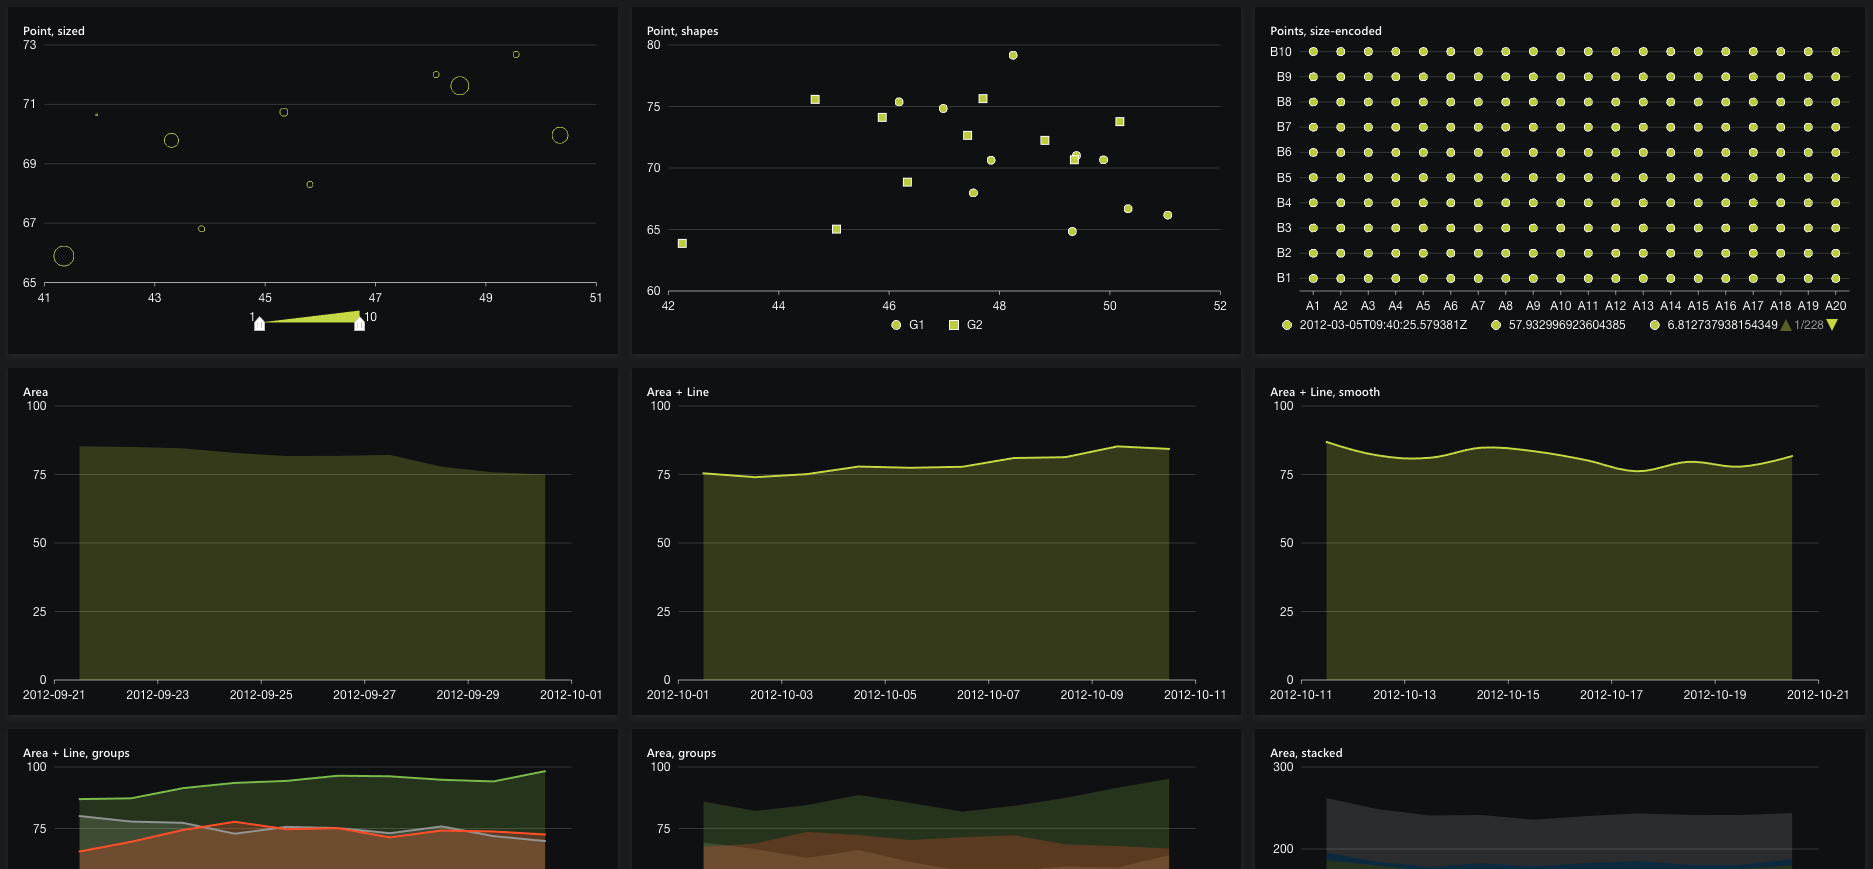 Point, sized
73
71
69
67
65
41 43 45 47 49 51
1 10
Point, shapes
80
75
70
65
60
42 44 46 48 50 52
G1 G2
Points, size-encoded
B10
B9
B8
B7
B6
B5
B4
B3
B2
B1
A1 A2 A3 A4 A5 A6 A7 A8 A9 A10 A11 A12 A13 A14 A15 A16 A17 A18 A19 A20
2012-03-05T09:40:25.579381Z 57.932996923604385 6.812737938154349 1/228
Area
100
75
50
25
0
2012-09-21 2012-09-23 2012-09-25 2012-09-27 2012-09-29 2012-10-01
Area + Line
100
75
50
25
0
2012-10-01 2012-10-03 2012-10-05 2012-10-07 2012-10-09 2012-10-11
Area + Line, smooth
100
75
50
25
0
2012-10-11 2012-10-13 2012-10-15 2012-10-17 2012-10-19 2012-10-21
Area + Line, groups
100
75
Area, groups
100
75
Area, stacked
300
200